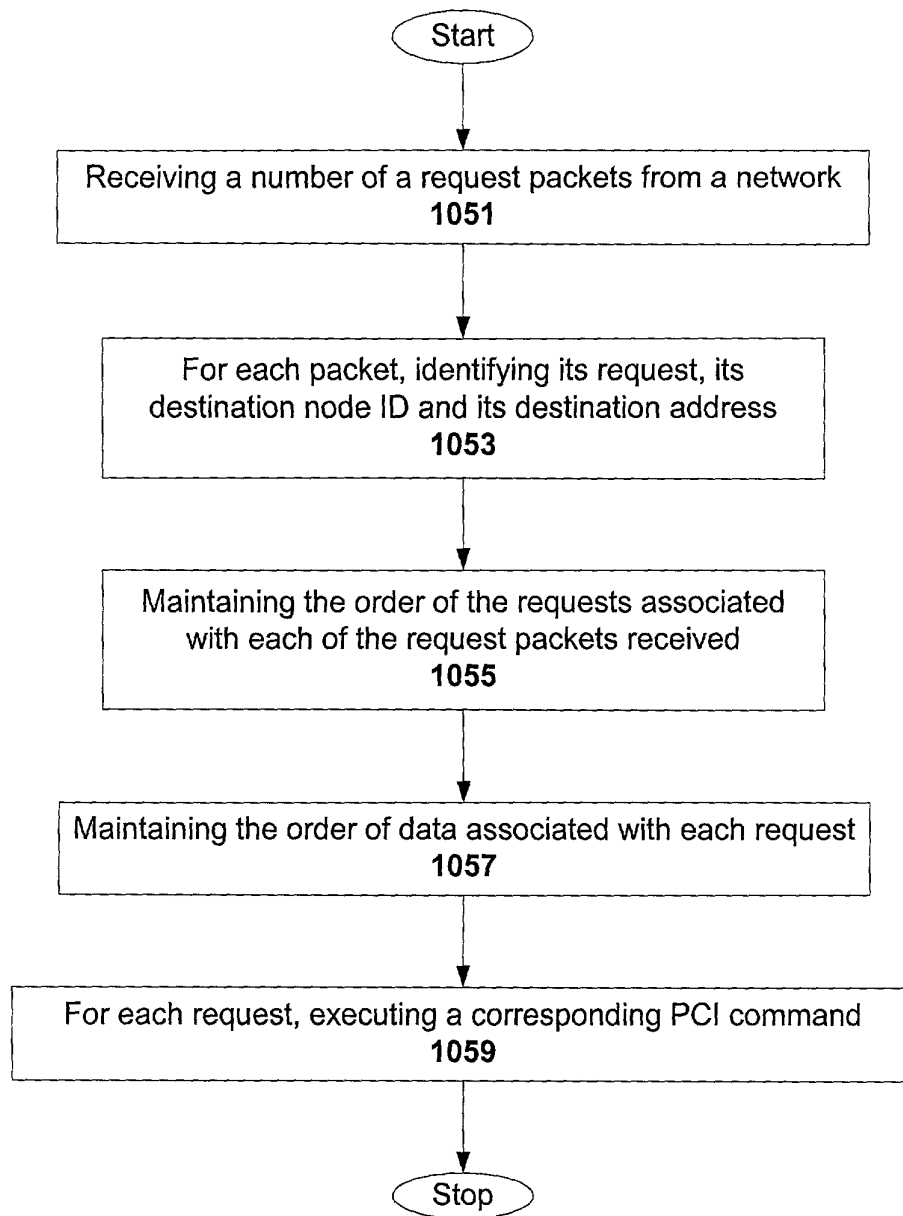 Start
Receiving a number of a request packets from a network
1051
For each packet, identifying its request, its
destination node ID and its destination address
1053
Maintaining the order of the requests associated
with each of the request packets received
1055
Maintaining the order of data associated with each request
1057
For each request, executing a corresponding PCI command
1059
Stop